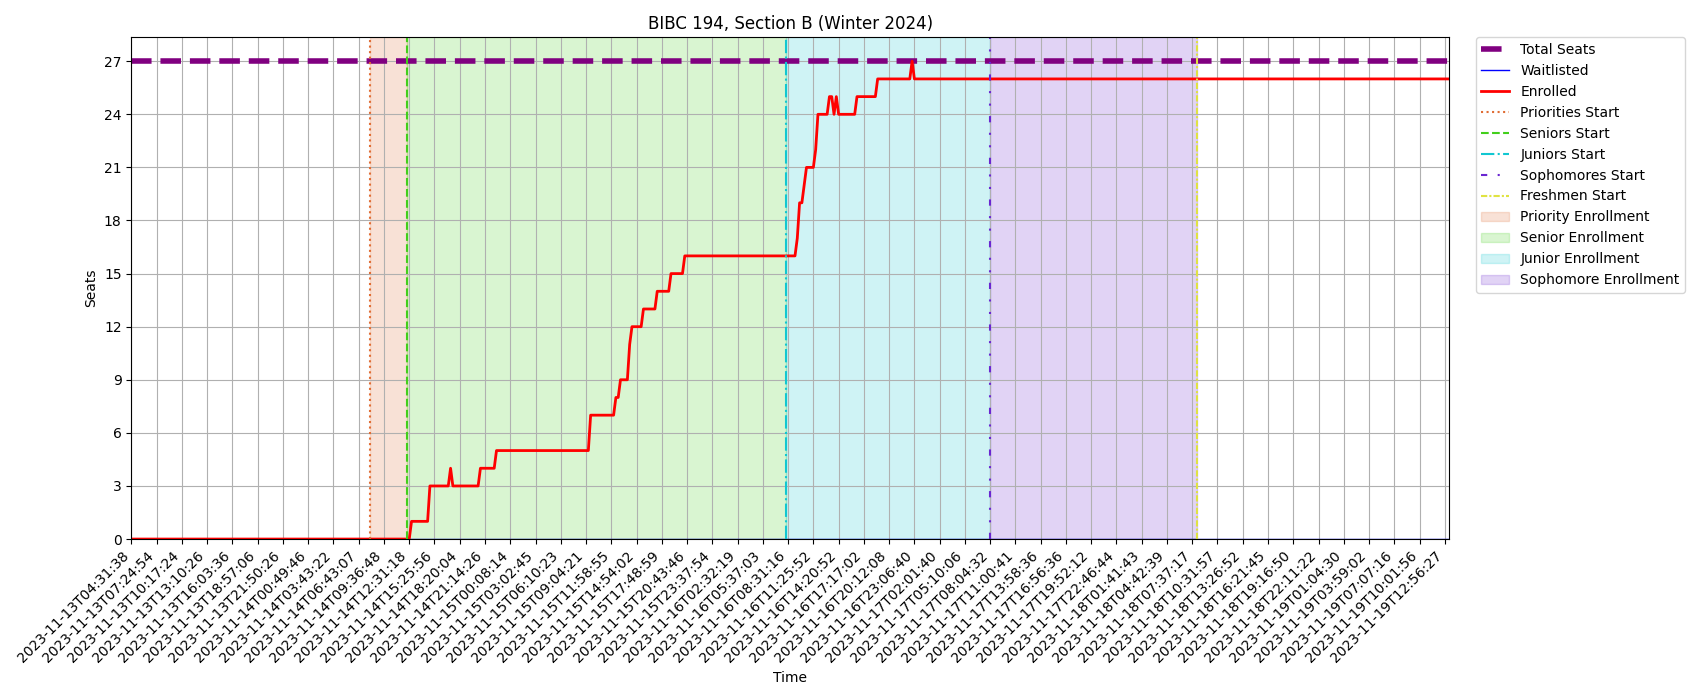 BIBC 194, Section B (Winter 2024)
Seats
27
24
21
18
15
12
9
6
3
0
2023-11-13T04:31:38
2023-11-13T07:24:54
2023-11-13T10:17:24
2023-11-13T13:10:26
2023-11-13T16:03:36
2023-11-13T18:57:06
2023-11-13T21:50:26
2023-11-14T00:49:46
2023-11-14T03:43:22
2023-11-14T06:43:07
2023-11-14T09:36:48
2023-11-14T12:31:18
2023-11-14T15:25:56
2023-11-14T18:20:04
2023-11-14T21:14:26
2023-11-15T00:08:14
2023-11-15T03:02:45
2023-11-15T06:10:23
2023-11-15T09:04:21
2023-11-15T11:58:55
2023-11-15T14:54:02
2023-11-15T17:48:59
2023-11-15T20:43:46
2023-11-15T23:37:54
2023-11-16T02:32:19
2023-11-16T05:37:03
2023-11-16T08:31:16
2023-11-16T11:25:52
2023-11-16T14:20:52
2023-11-16T17:17:02
2023-11-16T20:12:08
2023-11-16T23:06:40
2023-11-17T02:01:40
2023-11-17T05:10:06
2023-11-17T08:04:32
2023-11-17T11:00:41
2023-11-17T13:58:36
2023-11-17T16:56:36
2023-11-17T19:52:12
2023-11-17T22:46:44
2023-11-18T01:41:43
2023-11-18T04:42:39
2023-11-18T07:37:17
2023-11-18T10:31:57
2023-11-18T13:26:52
2023-11-18T16:21:45
2023-11-18T19:16:50
2023-11-18T22:11:22
2023-11-19T01:04:30
2023-11-19T03:59:02
2023-11-19T07:07:16
2023-11-19T10:01:56
2023-11-19T12:56:27
Time
Total Seats
Waitlisted
Enrolled
Priorities Start
Seniors Start
Juniors Start
Sophomores Start
Freshmen Start
Priority Enrollment
Senior Enrollment
Junior Enrollment
Sophomore Enrollment